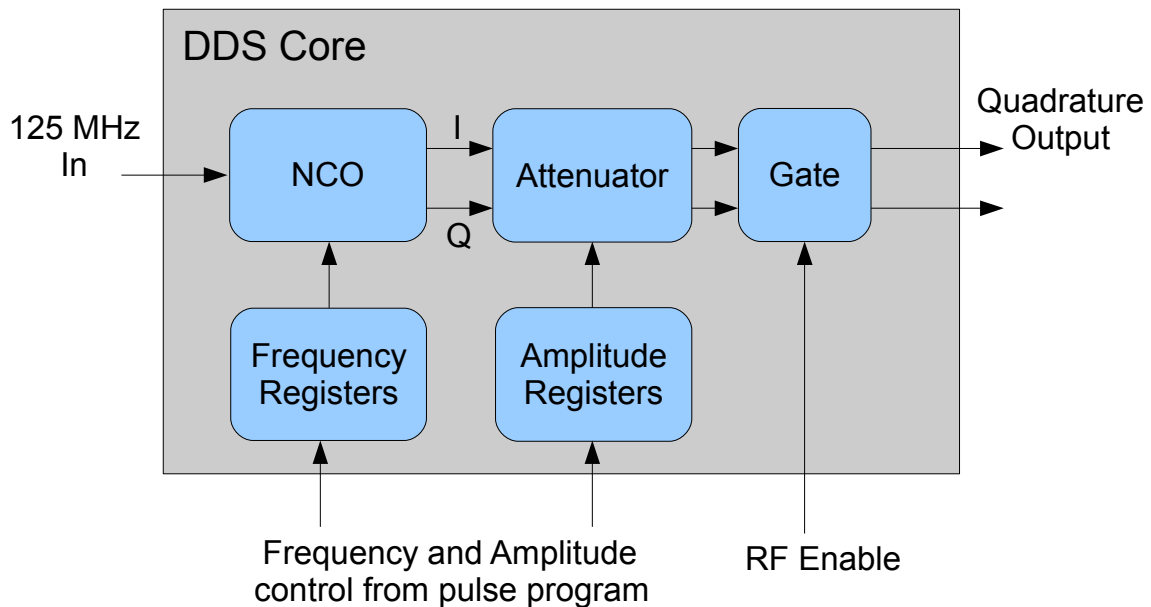 DDS Core
125 MHz
In
NCO
I
Q
Attenuator
Gate
Quadrature
Output
Frequency
Registers
Amplitude
Registers
Frequency and Amplitude
control from pulse program
RF Enable